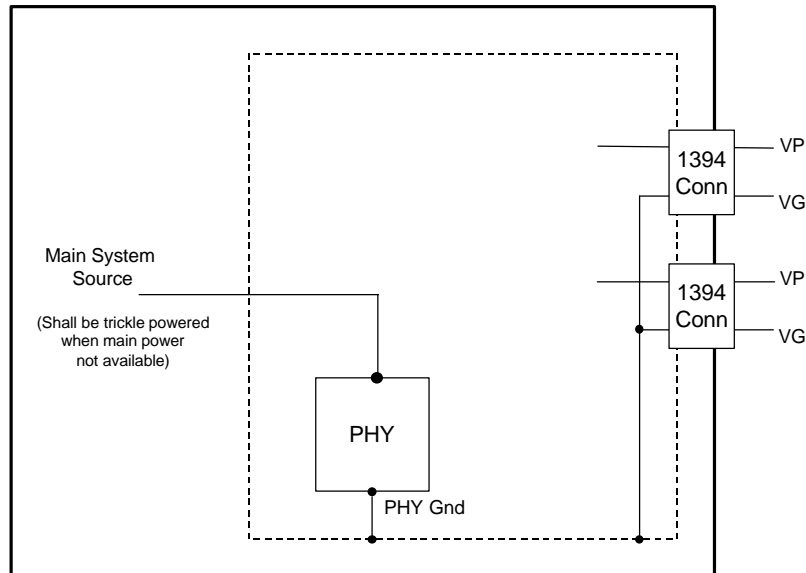 1394
Conn
VP
VG
1394
Conn
VP
VG
Main System
Source
(Shall be trickle powered
when main power
not available)
PHY
PHY Gnd